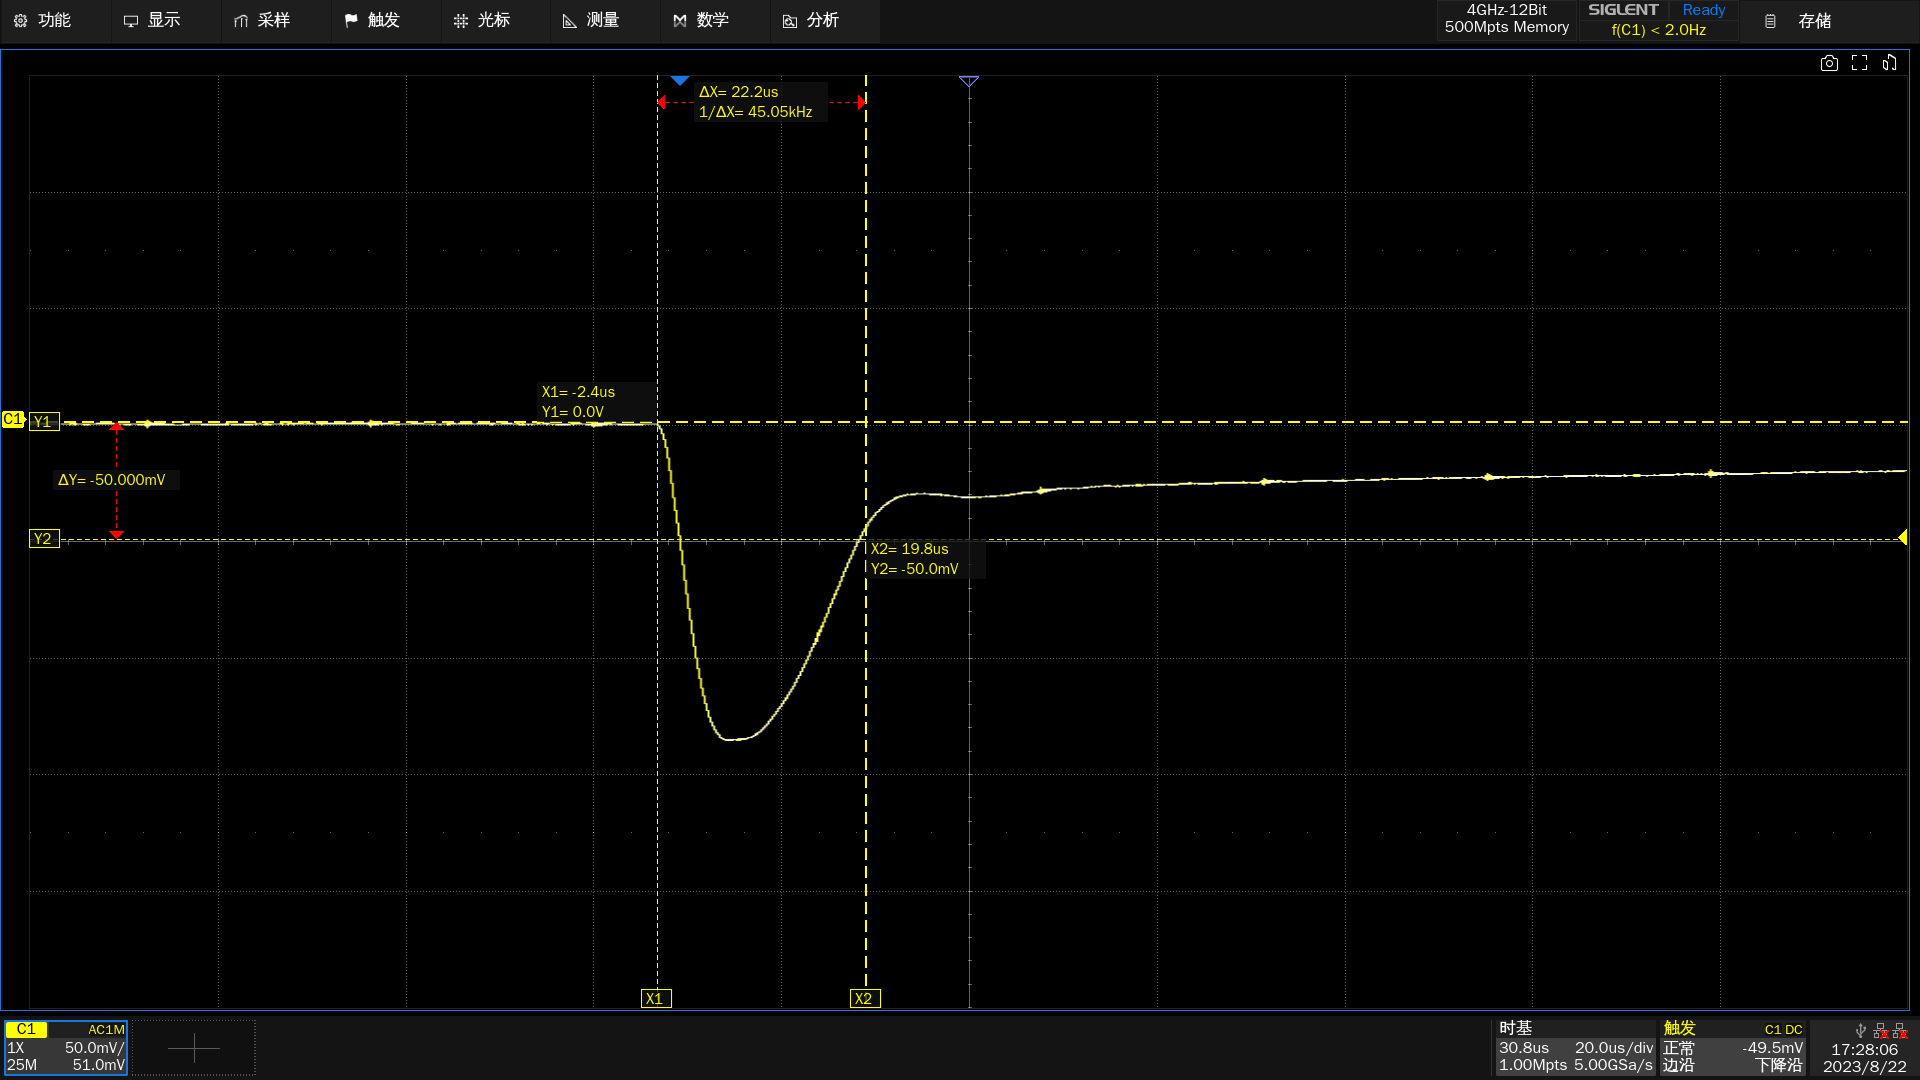 功能 显示 采样 触发 光标 测量 数学 分析
4GHz-12Bit
500Mpts Memory
SIGLENT Ready
f(C1) < 2.0Hz
存储
ΔX= 22.2us
1/ΔX= 45.05kHz
X1= -2.4us
Y1= 0.0V
C1
Y1
ΔY= -50.000mV
Y2
X2= 19.8us
Y2= -50.0mV
X1
X2
C1 AC1M
1X 50.0mV/
25M 51.0mV
时基
30.8us 20.0us/div
1.00Mpts 5.00GSa/s
触发 C1 DC
正常 -49.5mV
边沿 下降沿
17:28:06
2023/8/22